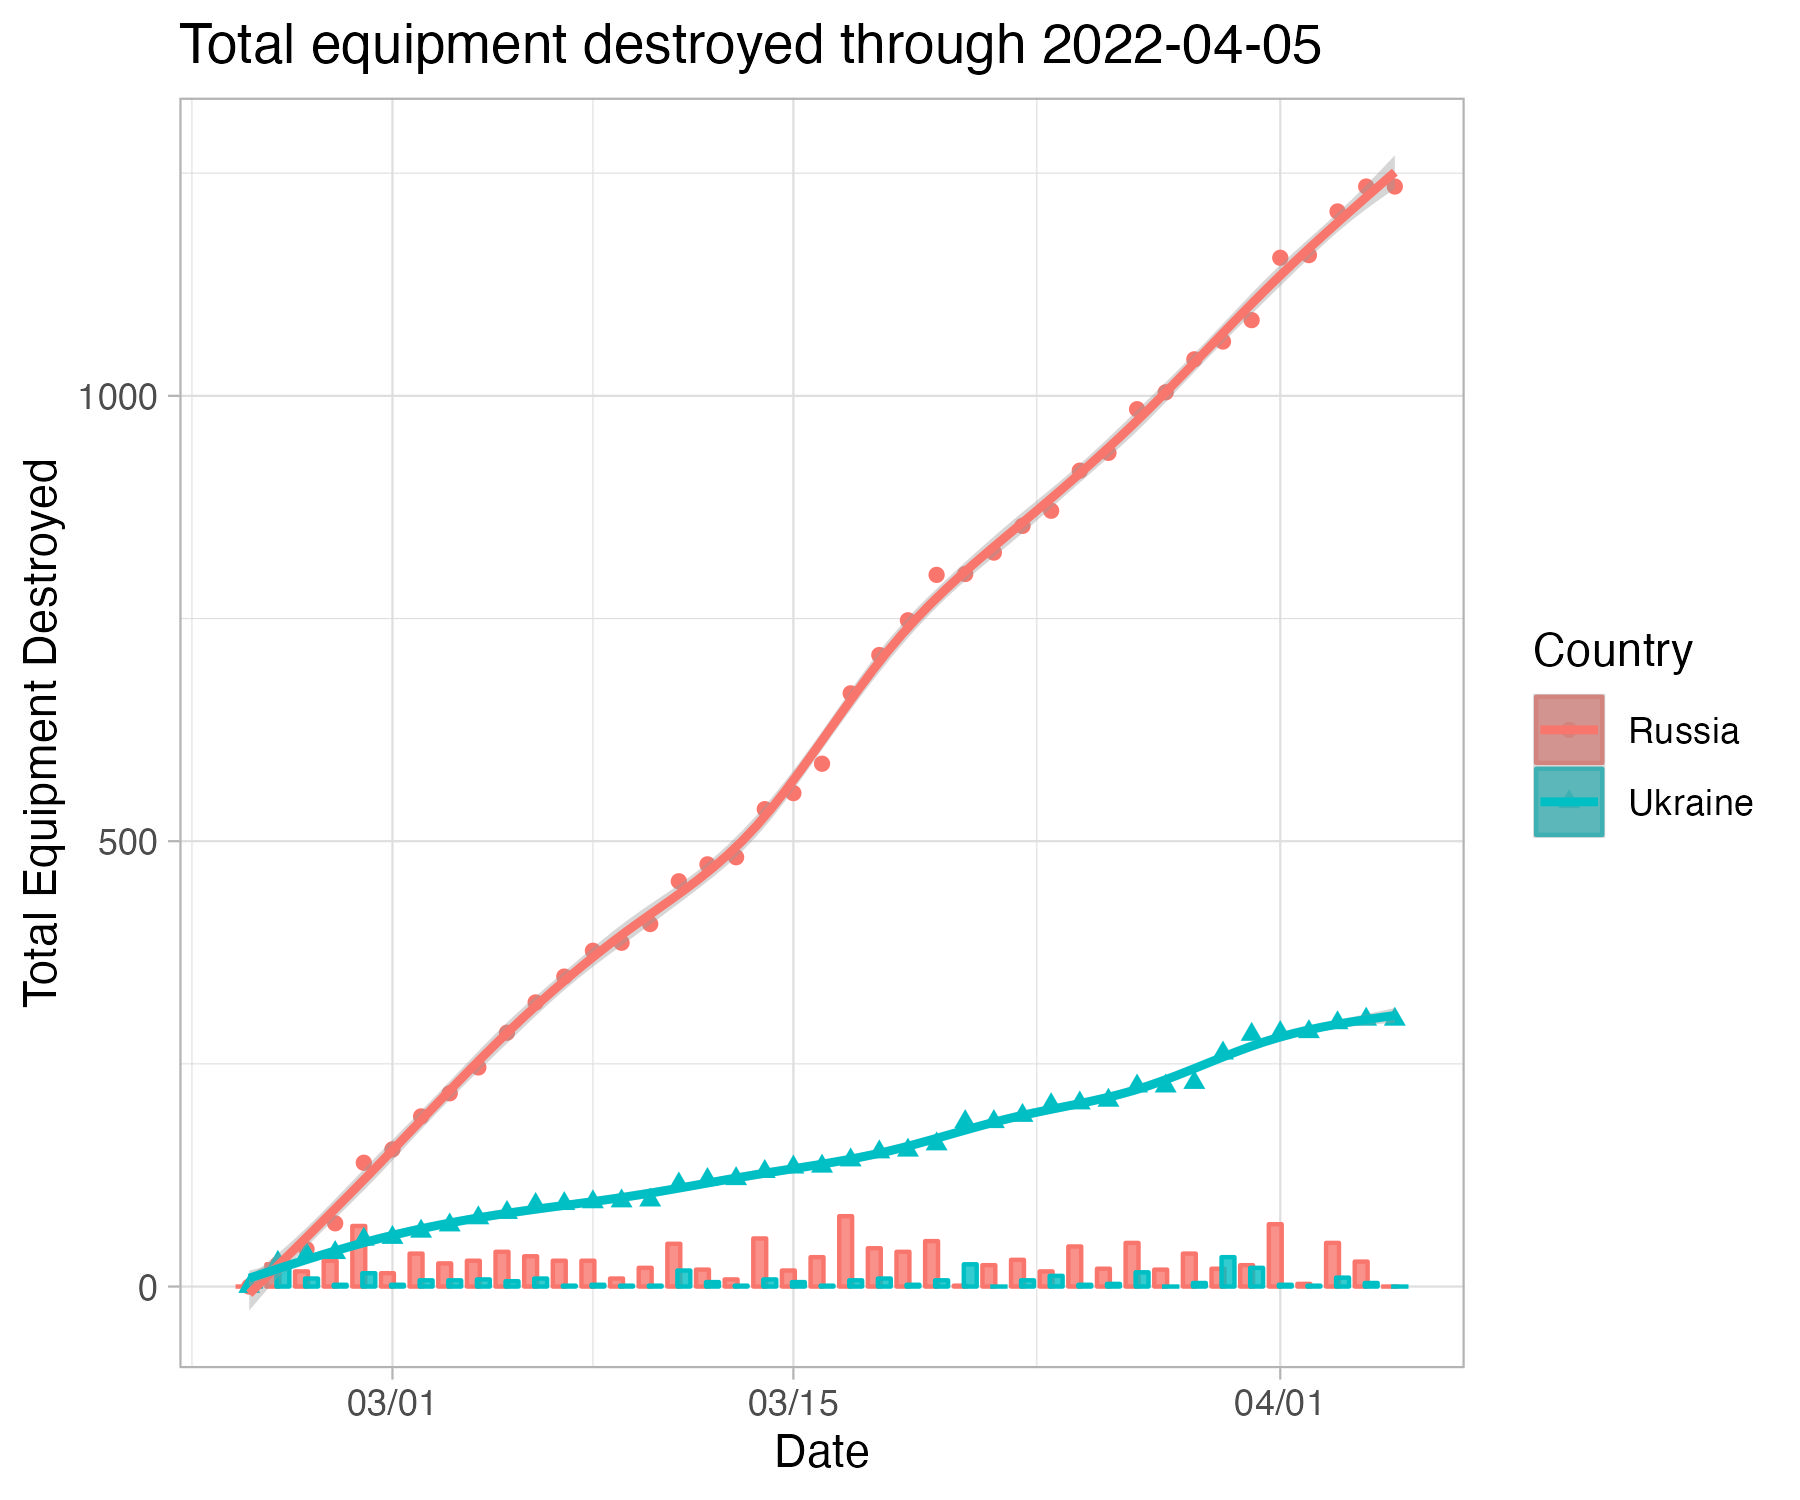 Total equipment destroyed through 2022-04-05
Total Equipment Destroyed
1000
500
0
03/01
03/15
04/01
Date
Country
Russia
Ukraine